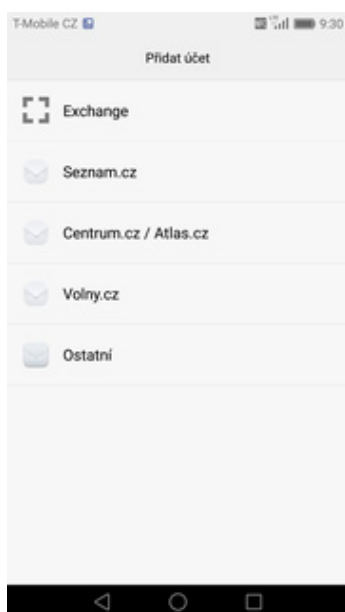 T-Mobile CZ 9:30
Přidat účet
Exchange
Seznam.cz
Centrum.cz / Atlas.cz
Volny.cz
Ostatní